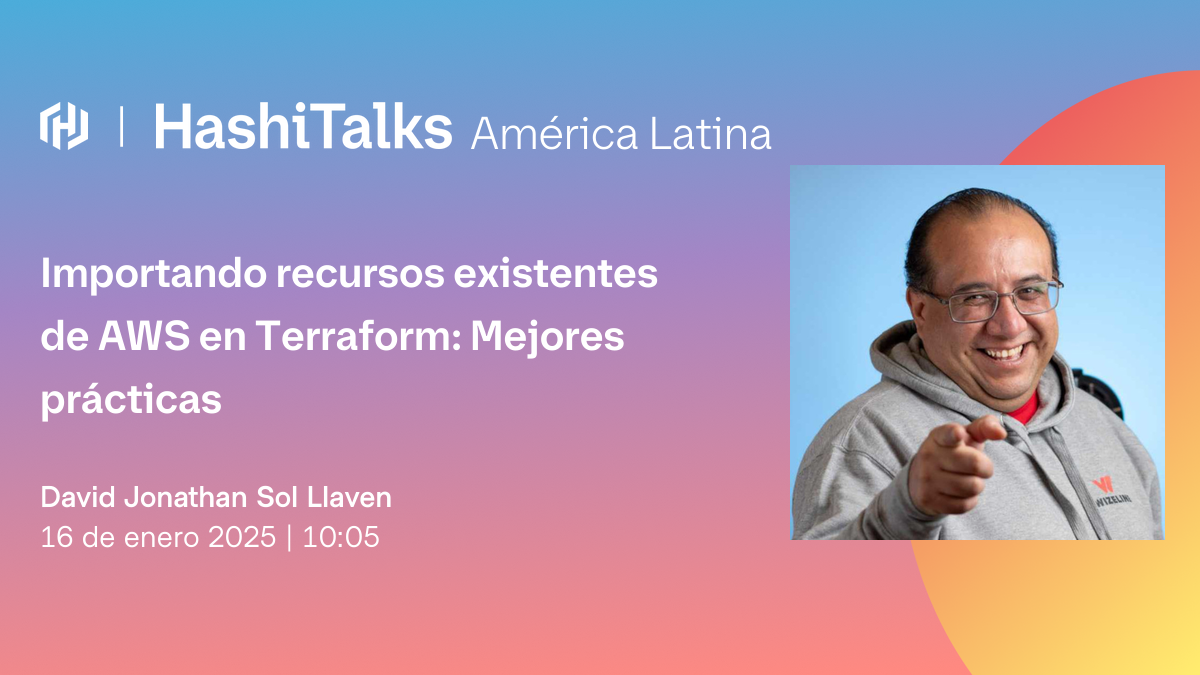 HashiTalks América Latina
Importando recursos existentes
de AWS en Terraform: Mejores
prácticas
David Jonathan Sol Llaven
16 de enero 2025 | 10:05
WIZELINE